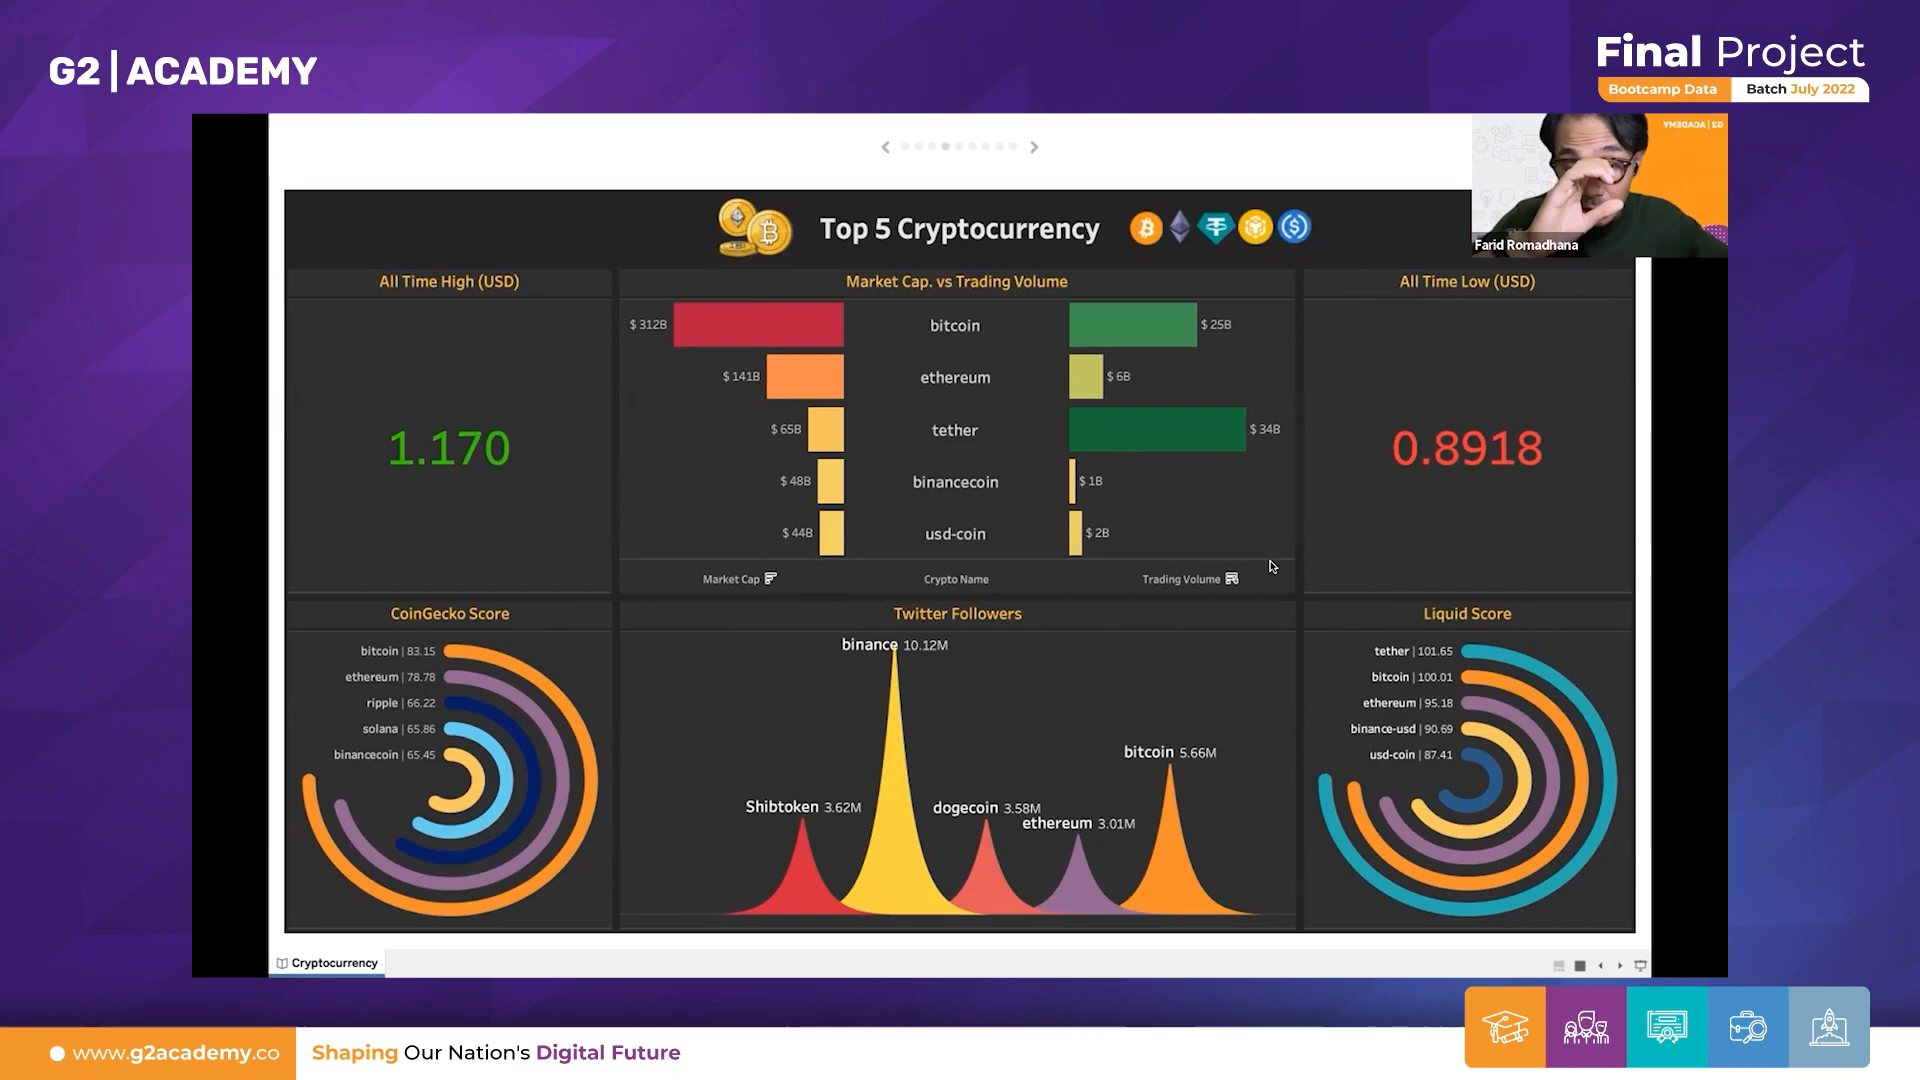 G2 | ACADEMY
Final Project
Bootcamp Data
Batch July 2022
G2 | ACADEMY
Farid Romadhana
Top 5 Cryptocurrency
All Time High (USD)
Market Cap. vs Trading Volume
All Time Low (USD)
$ 312B bitcoin $ 25B
$ 141B ethereum $ 6B
$ 65B tether $ 34B
$ 48B binancecoin $ 1B
$ 44B usd-coin $ 2B
1.170
0.8918
Market Cap Crypto Name Trading Volume
CoinGecko Score
bitcoin | 83.15
ethereum | 78.78
ripple | 66.22
solana | 65.86
binancecoin | 65.45
Twitter Followers
binance 10.12M
bitcoin 5.66M
Shibtoken 3.62M
dogecoin 3.58M
ethereum 3.01M
Liquid Score
tether | 101.65
bitcoin | 100.01
ethereum | 95.18
binance-usd | 90.69
usd-coin | 87.41
Cryptocurrency
www.g2academy.co
Shaping Our Nation's Digital Future